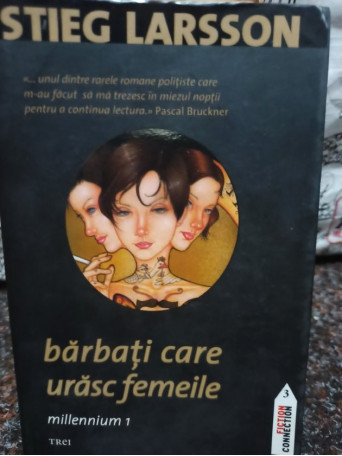 STIEG LARSSON
«... unul dintre rarele romane polițiste care
m-au făcut să mă trezesc în miezul nopții
pentru a continua lectura.» Pascal Bruckner
bărbați care
urăsc femeile
millennium 1
TREI
3
FICTION
CONNECTION